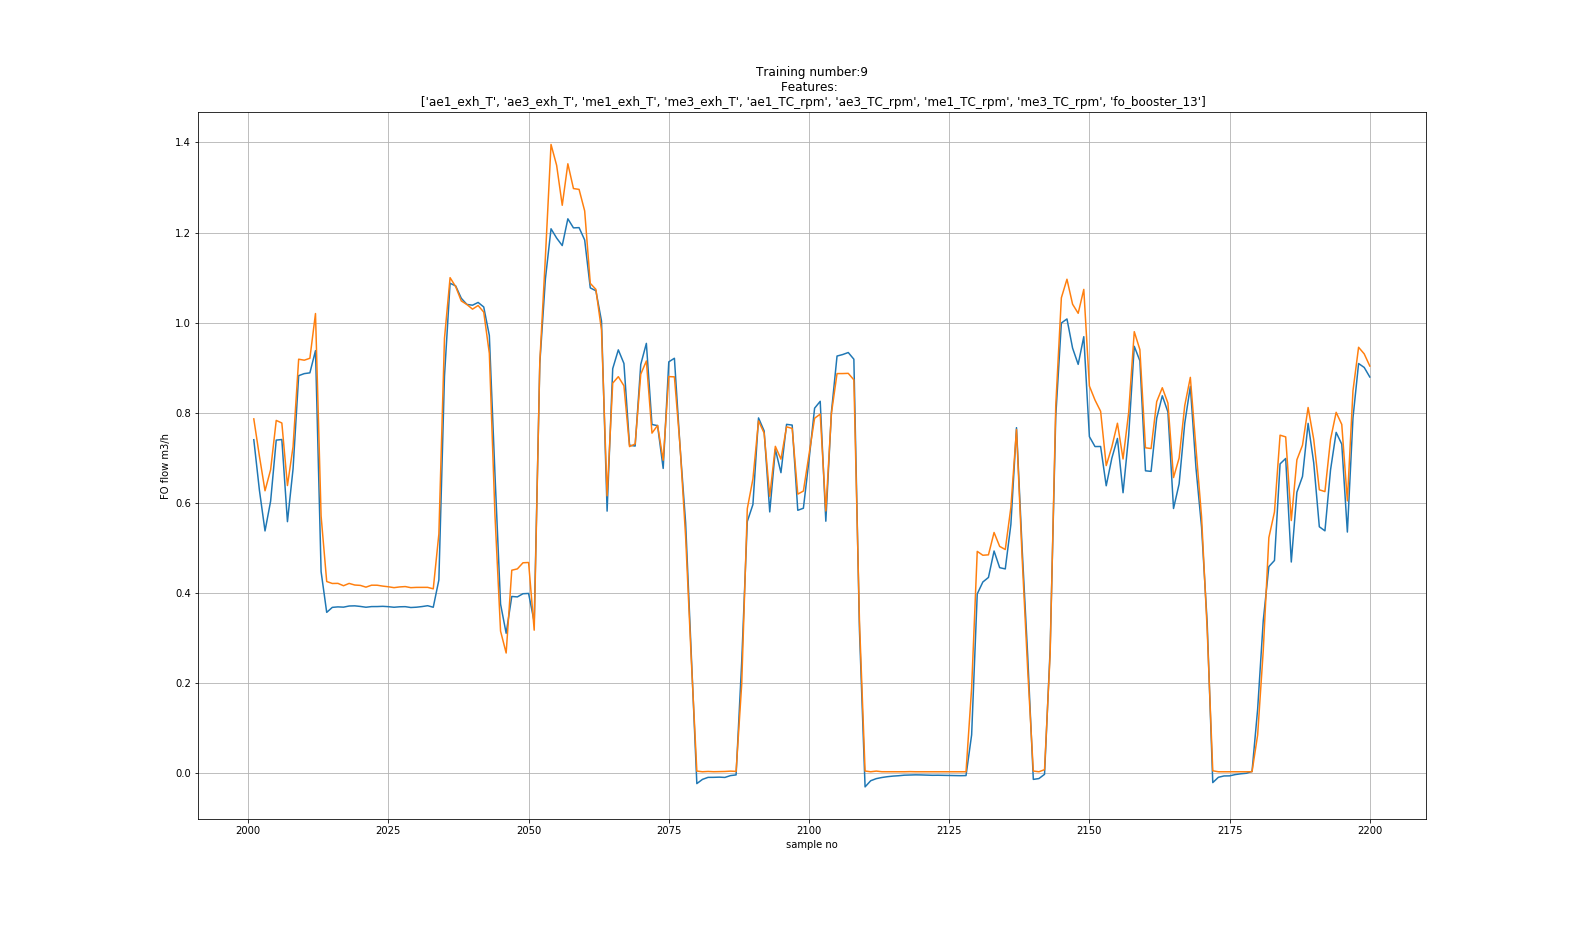 Training number:9
Features:
['ae1_exh_T', 'ae3_exh_T', 'me1_exh_T', 'me3_exh_T', 'ae1_TC_rpm', 'ae3_TC_rpm', 'me1_TC_rpm', 'me3_TC_rpm', 'fo_booster_13']
FO flow m3/h
1.4
1.2
1.0
0.8
0.6
0.4
0.2
0.0
2000 2025 2050 2075 2100 2125 2150 2175 2200
sample no